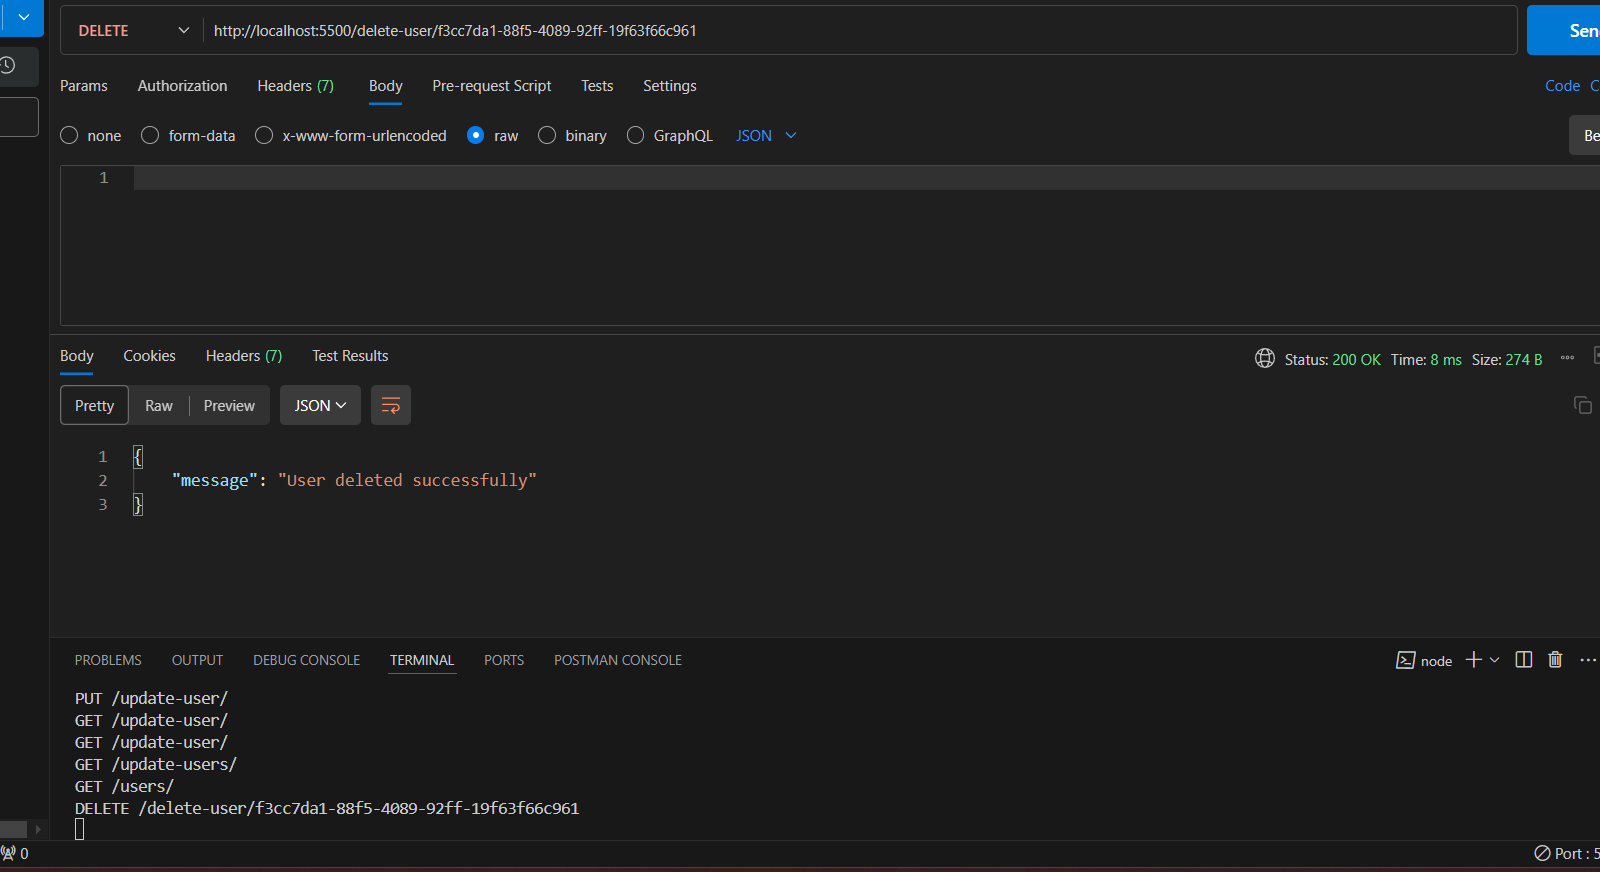 DELETE http://localhost:5500/delete-user/f3cc7da1-88f5-4089-92ff-19f63f66c961
Params Authorization Headers (7) Body Pre-request Script Tests Settings Code
none form-data x-www-form-urlencoded raw binary GraphQL JSON
1
Body Cookies Headers (7) Test Results Status: 200 OK Time: 8 ms Size: 274 B
Pretty Raw Preview JSON
1 {
2 "message": "User deleted successfully"
3 }
PROBLEMS OUTPUT DEBUG CONSOLE TERMINAL PORTS POSTMAN CONSOLE node
PUT /update-user/
GET /update-user/
GET /update-user/
GET /update-users/
GET /users/
DELETE /delete-user/f3cc7da1-88f5-4089-92ff-19f63f66c961
0 Port : 5